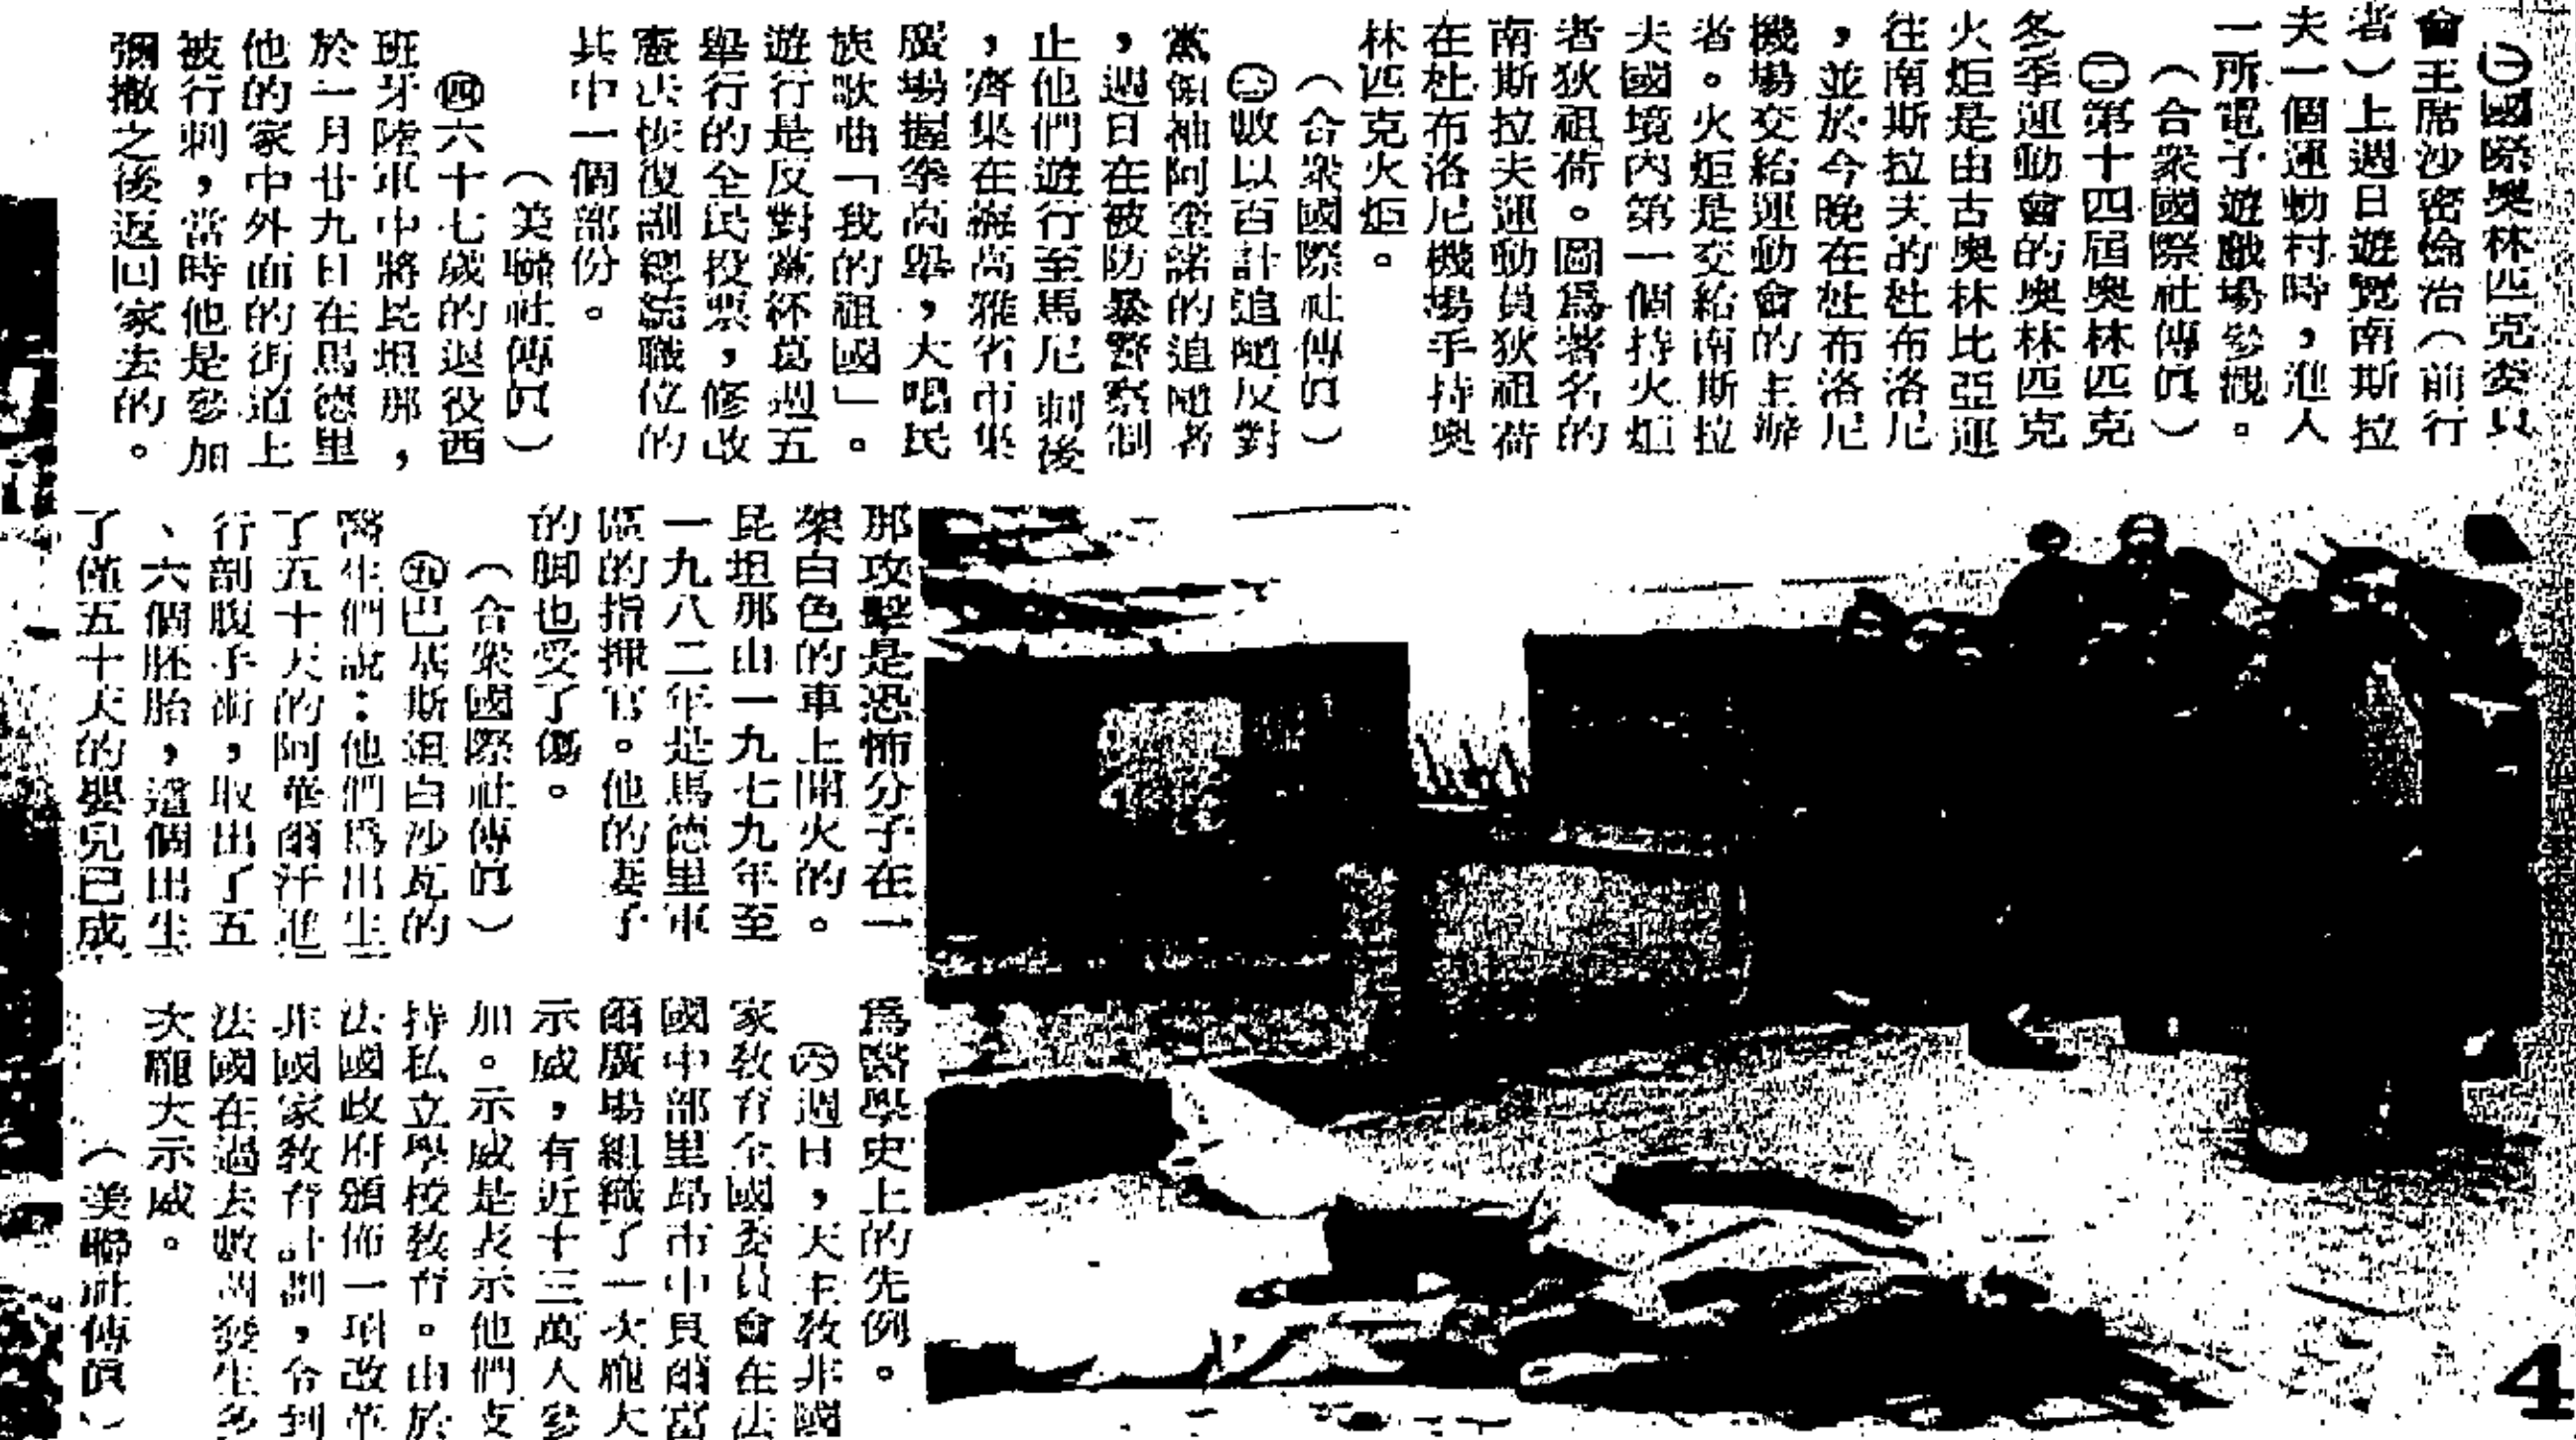 ㊀國際奧林匹克委員
會主席沙密倫治（前行
者）上週日遊覽南斯拉
夫一個運動村時，進入
一所電子遊戲場參觀。
（合衆國際社傳眞）
㊁第十四屆奧林匹克
冬季運動會的奧林匹克
火炬是由古奧林比亞運
往南斯拉夫的杜布洛尼
，並於今晚在杜布洛尼
機場交給運動會的主辦
者。火炬是交給南斯拉
夫國境內第一個持火炬
者狄祖荷。圖爲著名的
南斯拉夫運動員狄祖荷
在杜布洛尼機場手持奧
林匹克火炬。
（合衆國際社傳眞）
㊂數以百計追隨反對
黨領袖阿奎諾的追隨者
，週日在被防暴警察制
止他們遊行至馬尼剌後
，齊集在描高雅省市集
廣場握拳高舉，大唱民
族歌曲「我的祖國」。
遊行是反對黨杯葛週五
舉行的全民投票，修改
憲法恢復副總統職位的
其中一個部份。
（美聯社傳眞）
㊃六十七歲的退役西
班牙陸軍中將昆坦那，
於一月廿九日在馬德里
他的家中外面的街道上
被行刺，當時他是參加
彌撒之後返回家去的。
那攻擊是恐怖分子在一
架白色的車上開火的。
昆坦那由一九七九年至
一九八二年是馬德里軍
區的指揮官。他的妻子
的脚也受了傷。
（合衆國際社傳眞）
㊄巴基斯坦白沙瓦的
醫生們說：他們爲出生
了五十天的阿華爾汗進
行剖腹手術，取出了五
、六個胚胎，這個出生
了僅五十天的嬰兒已成
爲醫學史上的先例。
㊅週日，天主教非國
家教育全國委員會在法
國中部里昂市中貝爾富
爾廣場組織了一次龐大
示威，有近十三萬人參
加。示威是表示他們支
持私立學校教育。由於
法國政府頒佈一項改革
非國家教育計劃，令到
法國在過去數週發生多
次龐大示威。
（美聯社傳眞）
4